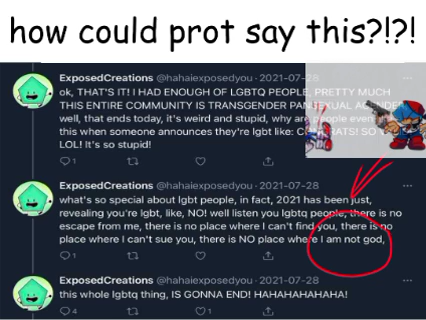 how could prot say this?!?!
ExposedCreations @hahaiexposedyou · 2021-07-28
ok, THAT'S IT! I HAD ENOUGH OF LGBTQ PEOPLE, PRETTY MUCH
THIS ENTIRE COMMUNITY IS TRANSGENDER PANSEXUAL AGENDER
well, that ends today, it's weird and stupid, why are people even
this when someone announces they're lgbt like: CONGRATS! SO
LOL! It's so stupid!
1
ExposedCreations @hahaiexposedyou · 2021-07-28
what's so special about lgbt people, in fact, 2021 has been just,
revealing you're lgbt, like, NO! well listen you lgbtq people, there is no
escape from me, there is no place where I can't find you, there is no
place where I can't sue you, there is NO place where I am not god,
1
ExposedCreations @hahaiexposedyou · 2021-07-28
this whole lgbtq thing, IS GONNA END! HAHAHAHAHAHA!
4
1